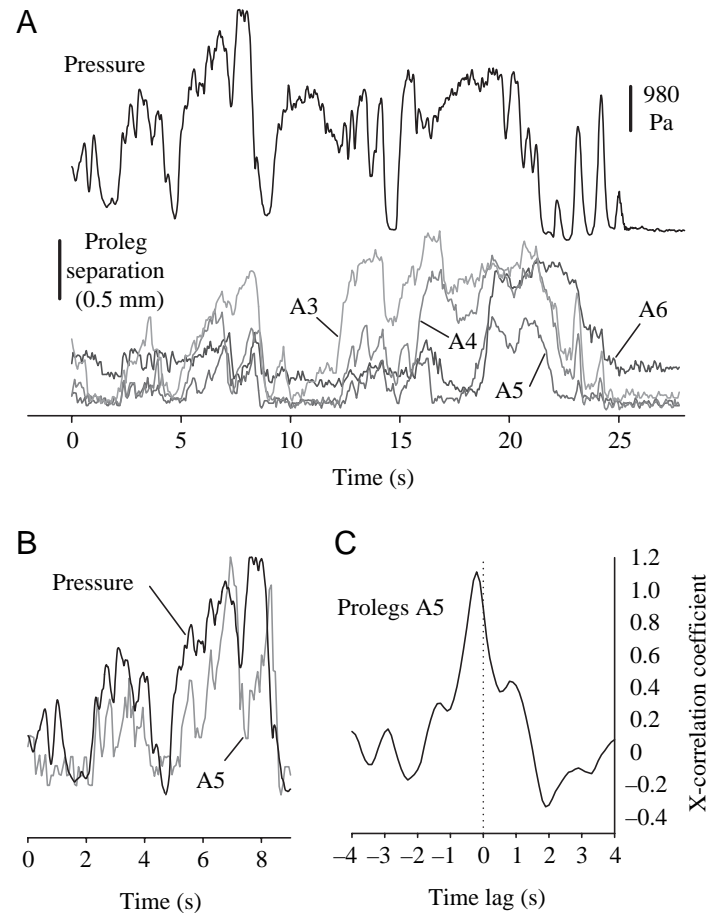 A
Pressure
980
Pa
Proleg
separation
(0.5 mm)
A3
A4
A5
A6
0 5 10 15 20 25
Time (s)
B
Pressure
A5
0 2 4 6 8
Time (s)
C
Prolegs A5
1.2
1.0
0.8
0.6
0.4
0.2
0
–0.2
–0.4
X-correlation coefficient
–4 –3 –2 –1 0 1 2 3 4
Time lag (s)